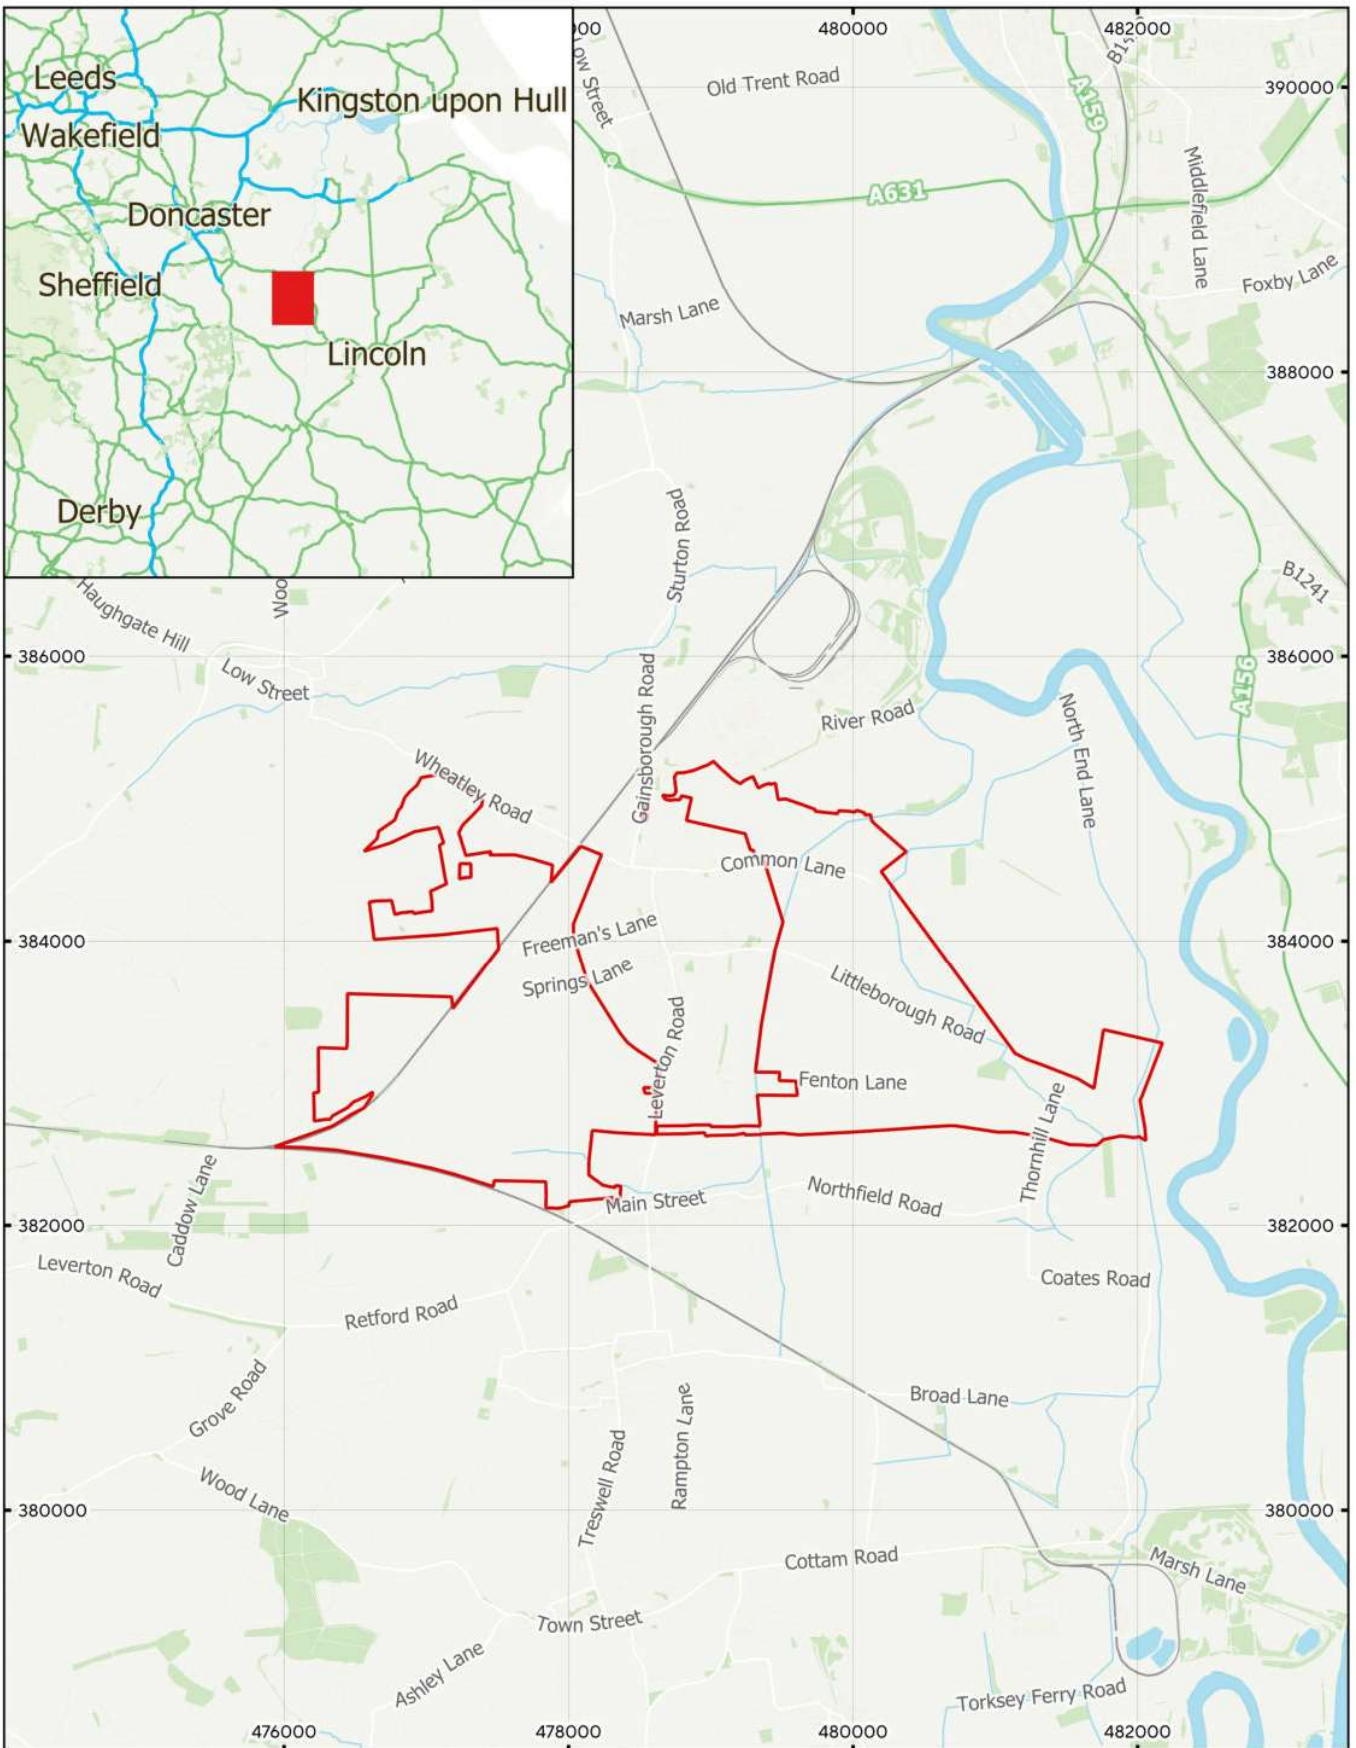 Leeds
Kingston upon Hull
Wakefield
Doncaster
Sheffield
Lincoln
Derby
480000
482000
Low Street
Old Trent Road
A159
390000
Middlefield Lane
A631
Foxby Lane
Marsh Lane
388000
Sturton Road
B1241
Haughgate Hill
386000
Low Street
386000
Gainsborough Road
A156
River Road
North End Lane
Wheatley Road
Common Lane
384000
Freeman's Lane
384000
Springs Lane
Littleborough Road
Leverton Road
Fenton Lane
Thornhill Lane
Caddow Lane
Main Street
Northfield Road
382000
382000
Leverton Road
Coates Road
Retford Road
Grove Road
Broad Lane
Rampton Lane
Treswell Road
Wood Lane
380000
380000
Cottam Road
Marsh Lane
Town Street
Ashley Lane
Torksey Ferry Road
476000
478000
480000
482000